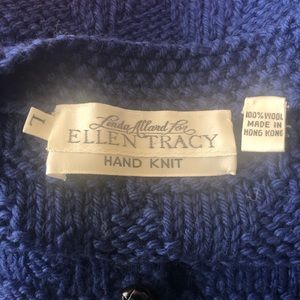 L
Linda Allard for
ELLEN TRACY
HAND KNIT
100% WOOL
MADE IN
HONG KONG